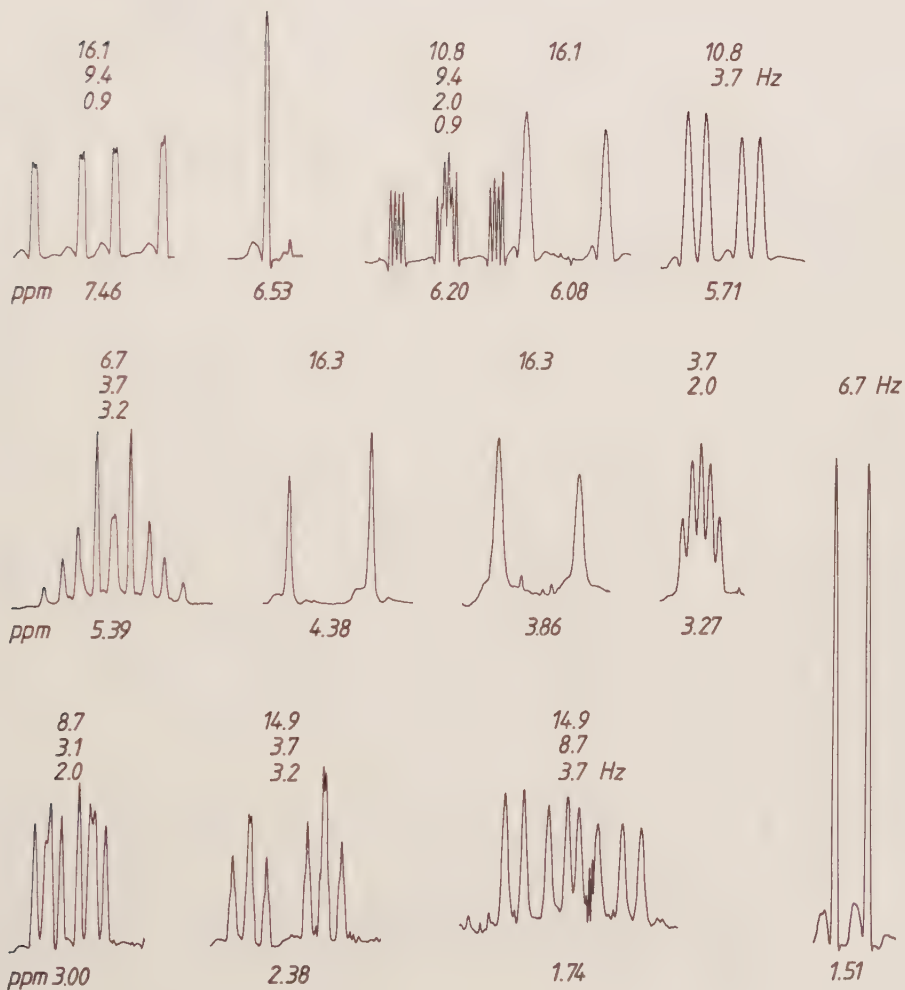 16.1 10.8 16.1 10.8
9.4 9.4 3.7 Hz
0.9 2.0
0.9
ppm 7.46 6.53 6.20 6.08 5.71
6.7 16.3 16.3 3.7
3.7 2.0 6.7 Hz
3.2
ppm 5.39 4.38 3.86 3.27
8.7 14.9 14.9
3.1 3.7 8.7
2.0 3.2 3.7 Hz
ppm 3.00 2.38 1.74 1.51